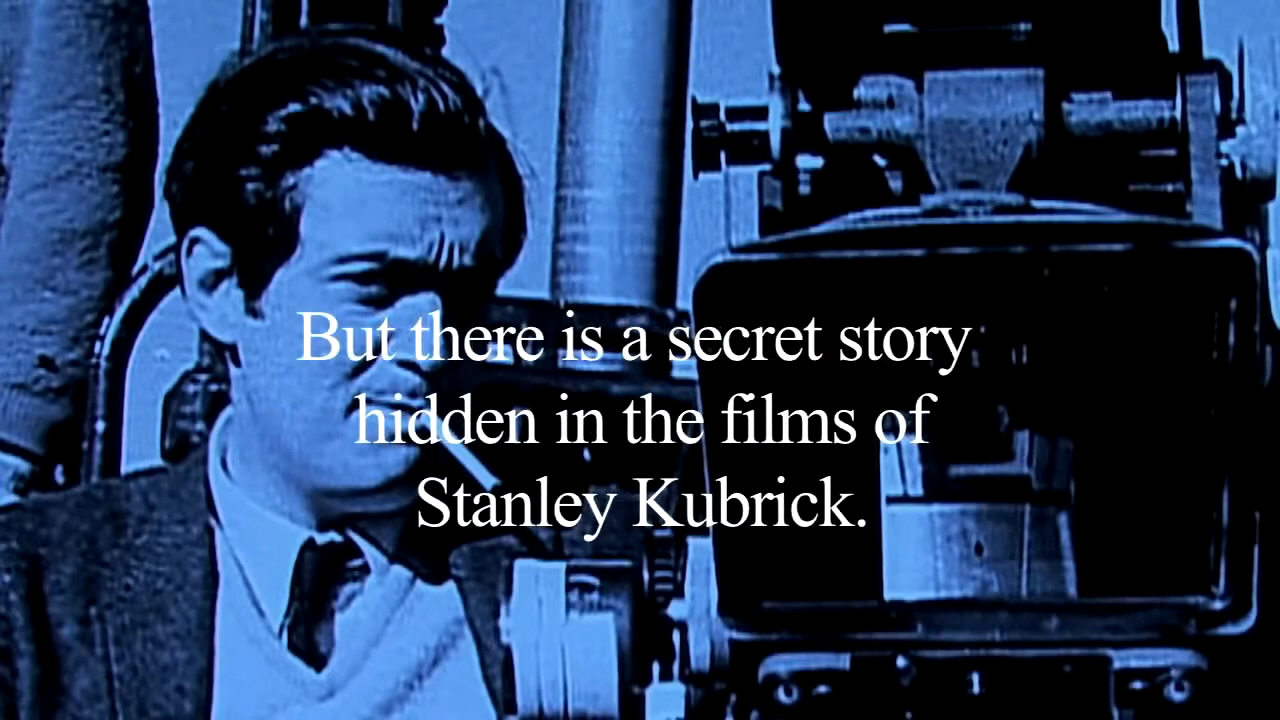 But there is a secret story
hidden in the films of
Stanley Kubrick.